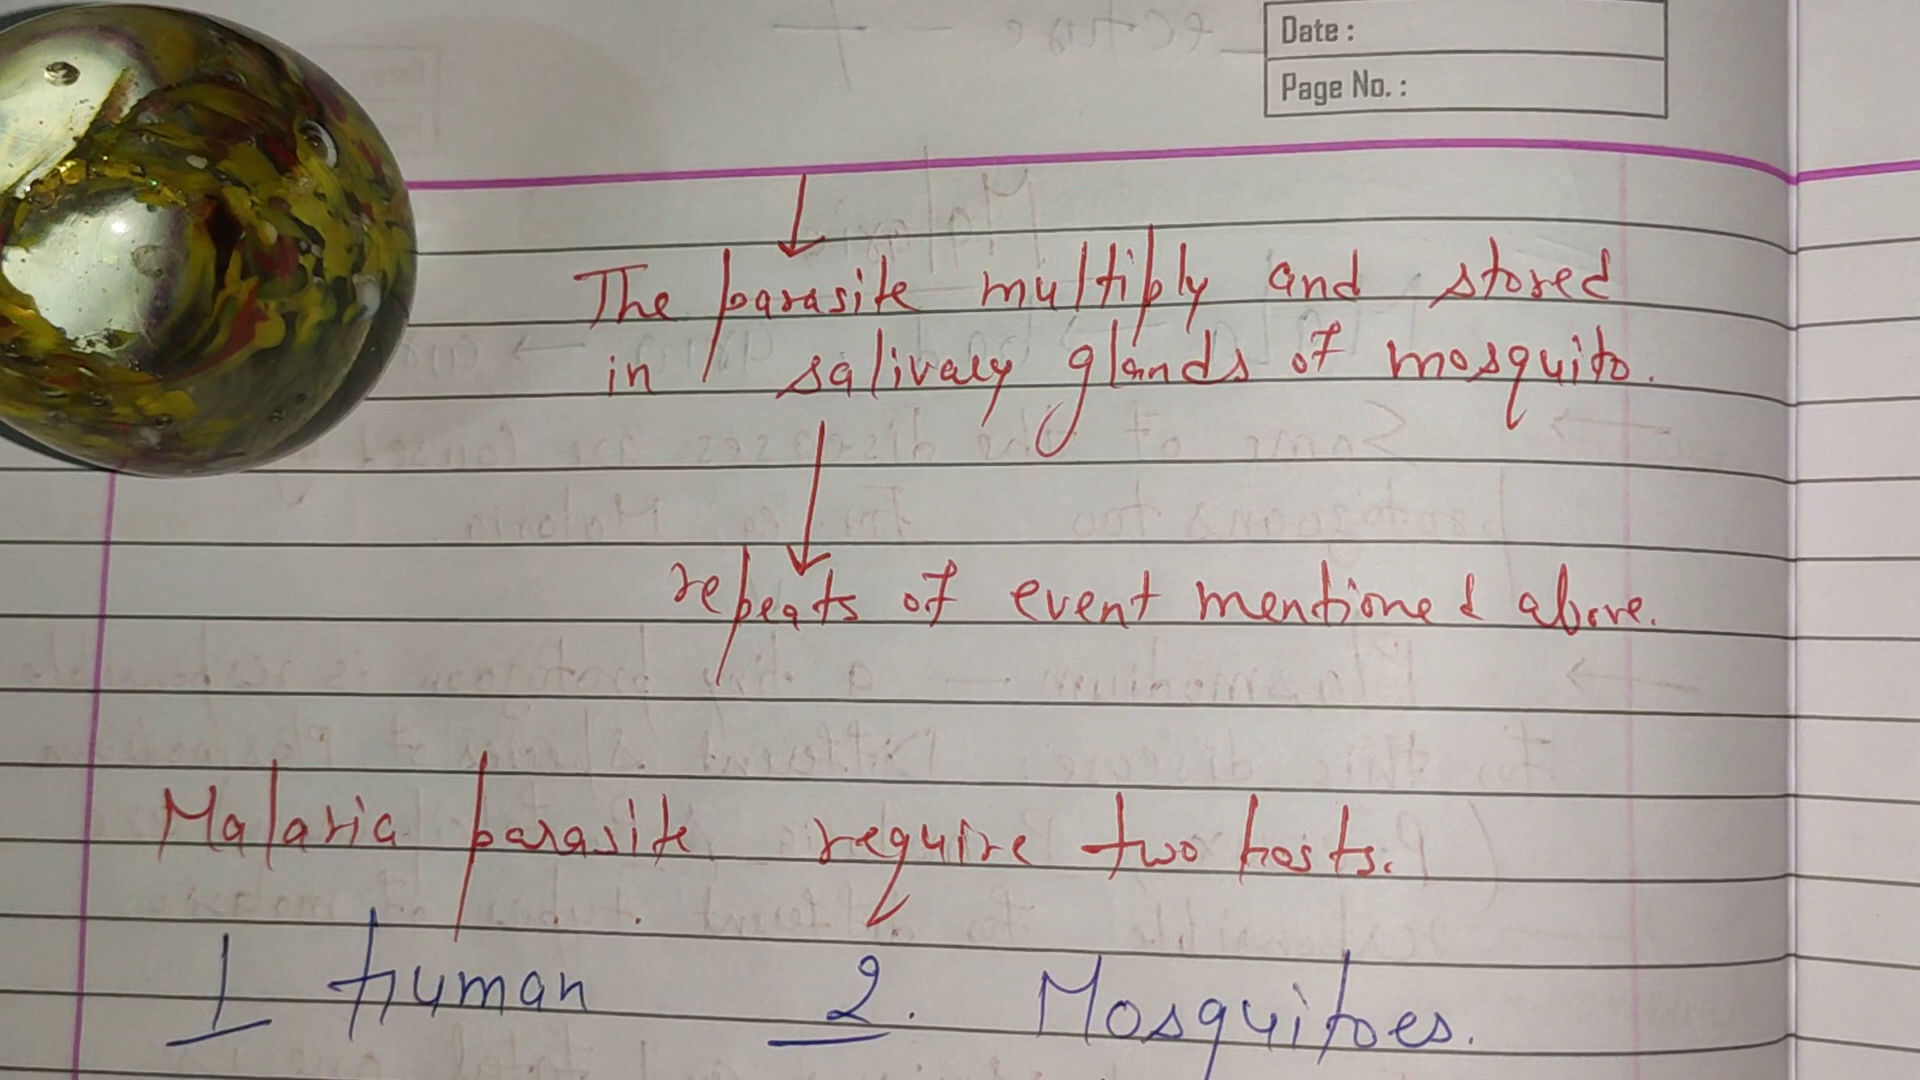 Date :
Page No. :
↓
The parasite multiply and stored
in salivary glands of mosquito.
↓
repeats of event mentioned above.
Malaria parasite require two hosts.
1 human 2. Mosquitoes.